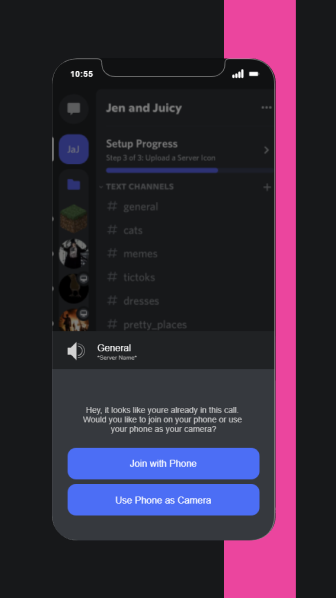 10:55
Jen and Juicy
JaJ
Setup Progress
Step 3 of 3: Upload a Server Icon
TEXT CHANNELS
# general
# cats
# memes
# tictoks
# dresses
# pretty_places
General
*Server Name*
Hey, it looks like youre already in this call.
Would you like to join on your phone or use
your phone as your camera?
Join with Phone
Use Phone as Camera